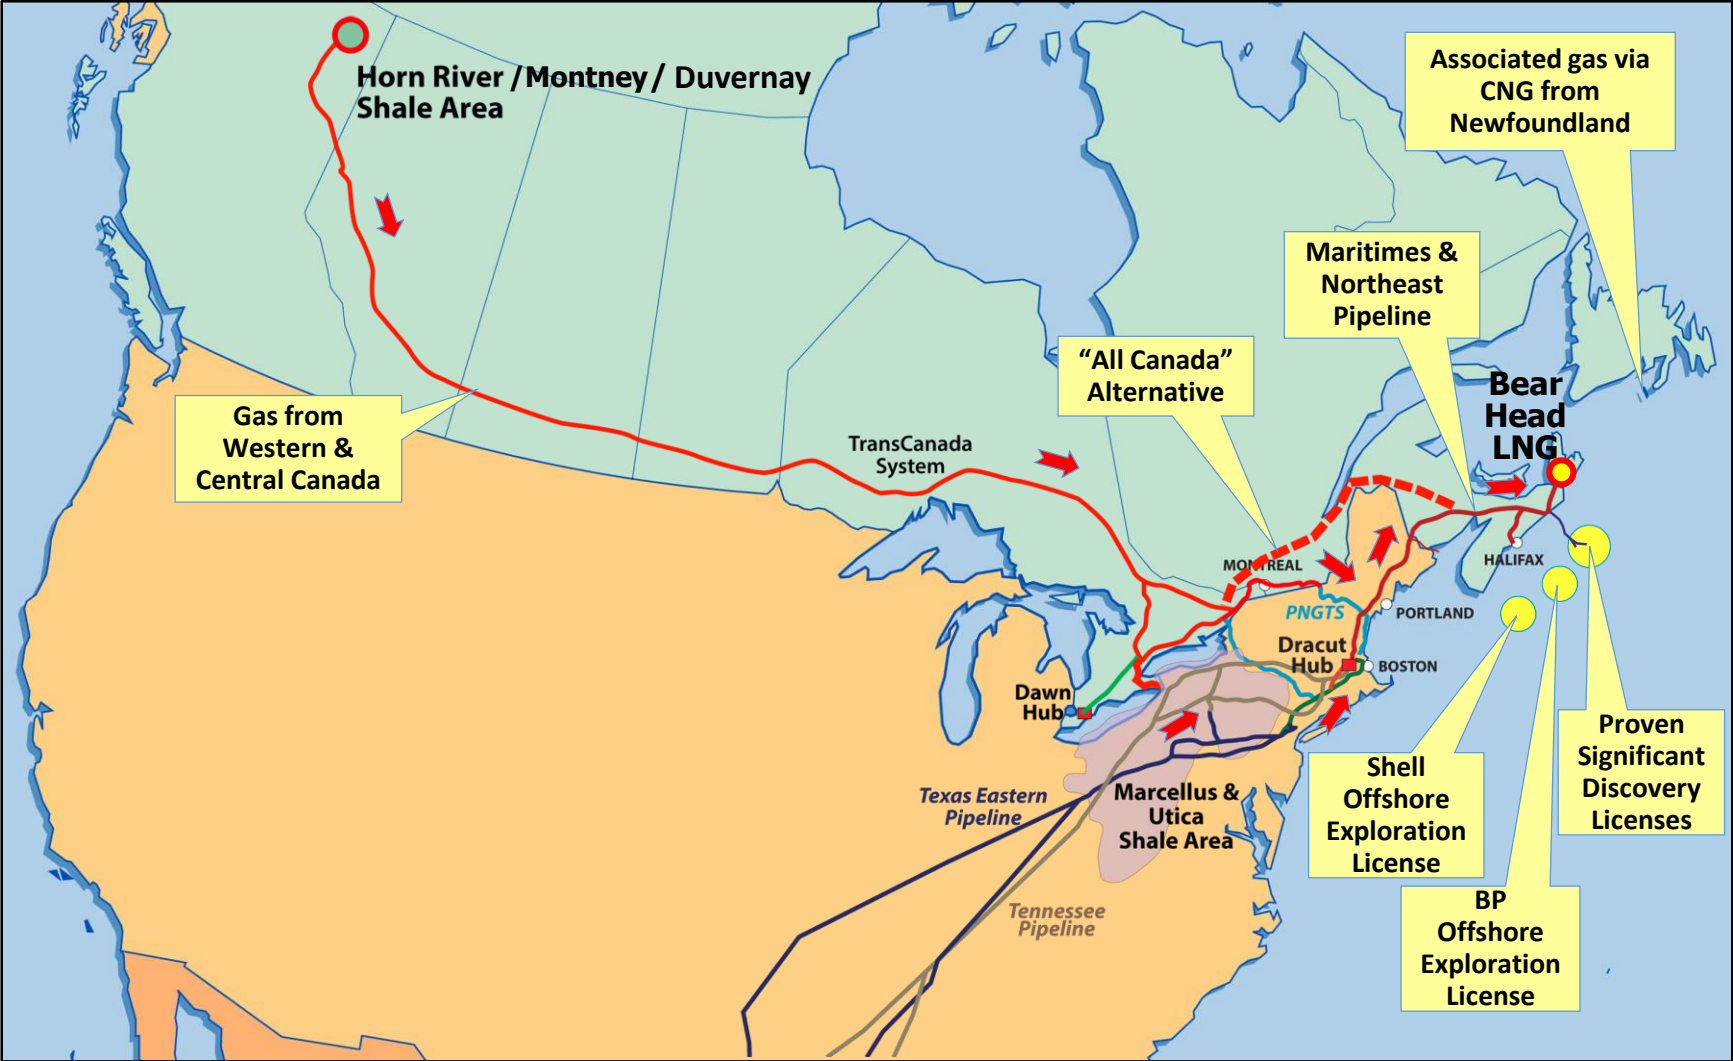 Horn River / Montney / Duvernay
Shale Area
Associated gas via
CNG from
Newfoundland
Maritimes &
Northeast
Pipeline
“All Canada”
Alternative
Bear
Head
LNG
Gas from
Western &
Central Canada
TransCanada
System
MONTREAL
HALIFAX
PNGTS
PORTLAND
Dracut
Hub
BOSTON
Dawn
Hub
Proven
Significant
Discovery
Licenses
Shell
Offshore
Exploration
License
Texas Eastern
Pipeline
Marcellus &
Utica
Shale Area
BP
Offshore
Exploration
License
Tennessee
Pipeline